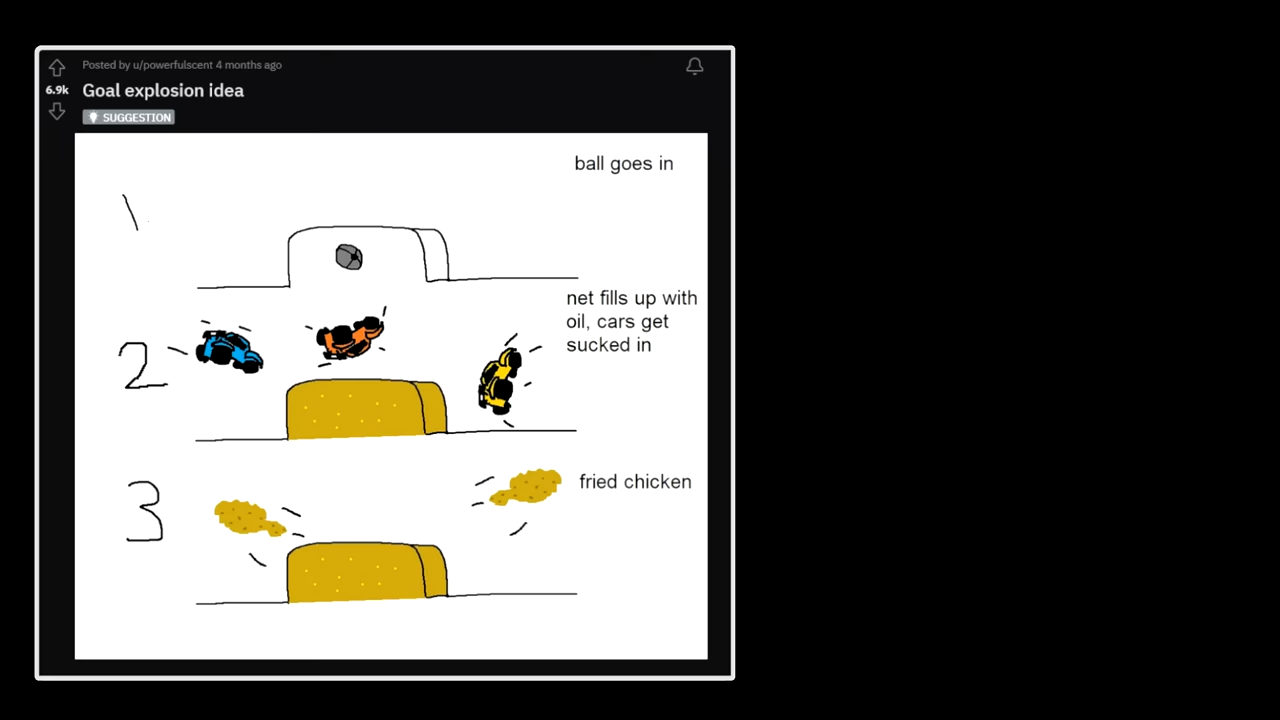 Posted by u/powerfulscent 4 months ago
6.9k
Goal explosion idea
SUGGESTION
ball goes in
1
net fills up with
oil, cars get
sucked in
2
fried chicken
3